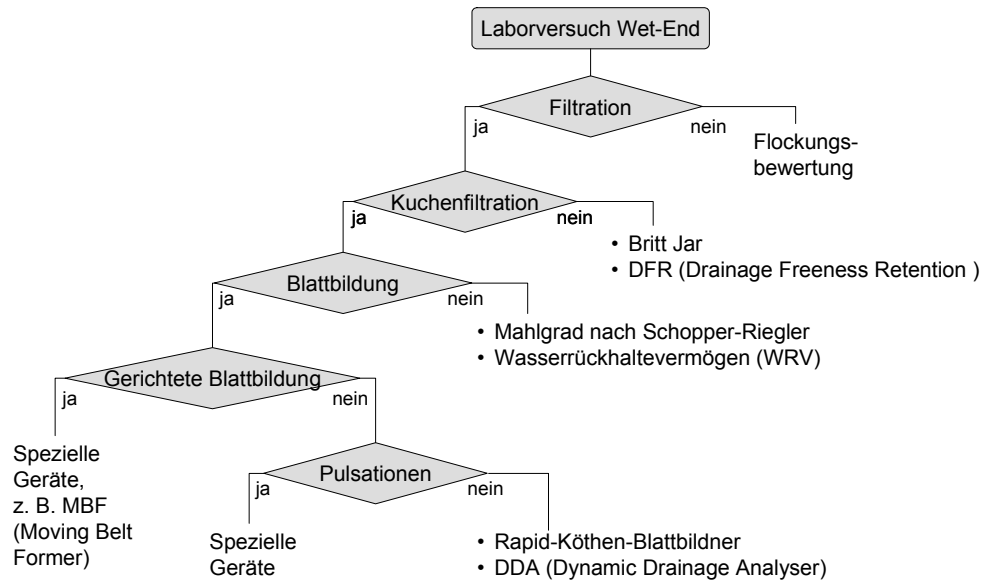 Laborversuch Wet-End
Filtration
ja
nein
Flockungs-
bewertung
Kuchenfiltration
ja
nein
• Britt Jar
• DFR (Drainage Freeness Retention )
Blattbildung
ja
nein
• Mahlgrad nach Schopper-Riegler
• Wasserrückhaltevermögen (WRV)
Gerichtete Blattbildung
ja
nein
Spezielle
Geräte,
z. B. MBF
(Moving Belt
Former)
Pulsationen
ja
nein
Spezielle
Geräte
• Rapid-Köthen-Blattbildner
• DDA (Dynamic Drainage Analyser)